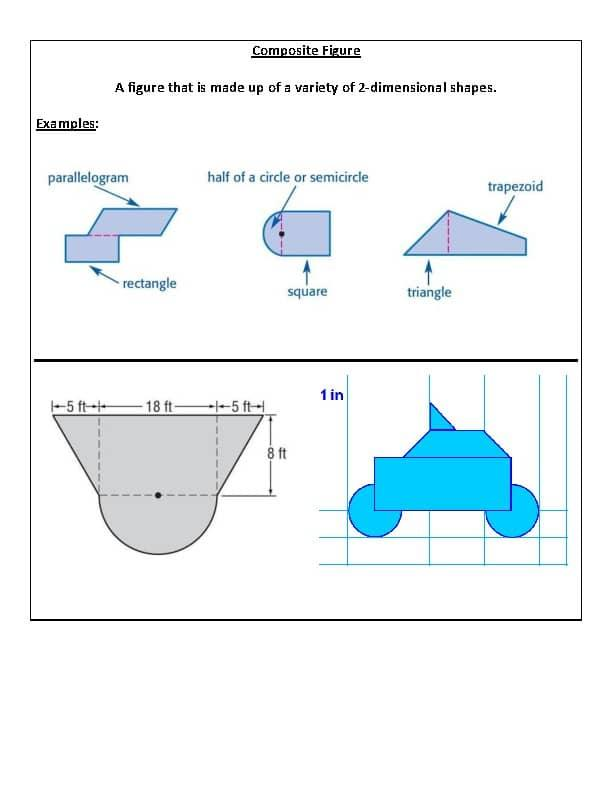 Composite Figure
A figure that is made up of a variety of 2-dimensional shapes.
Examples:
parallelogram
half of a circle or semicircle
trapezoid
rectangle
square
triangle
5 ft
18 ft
5 ft
8 ft
1 in